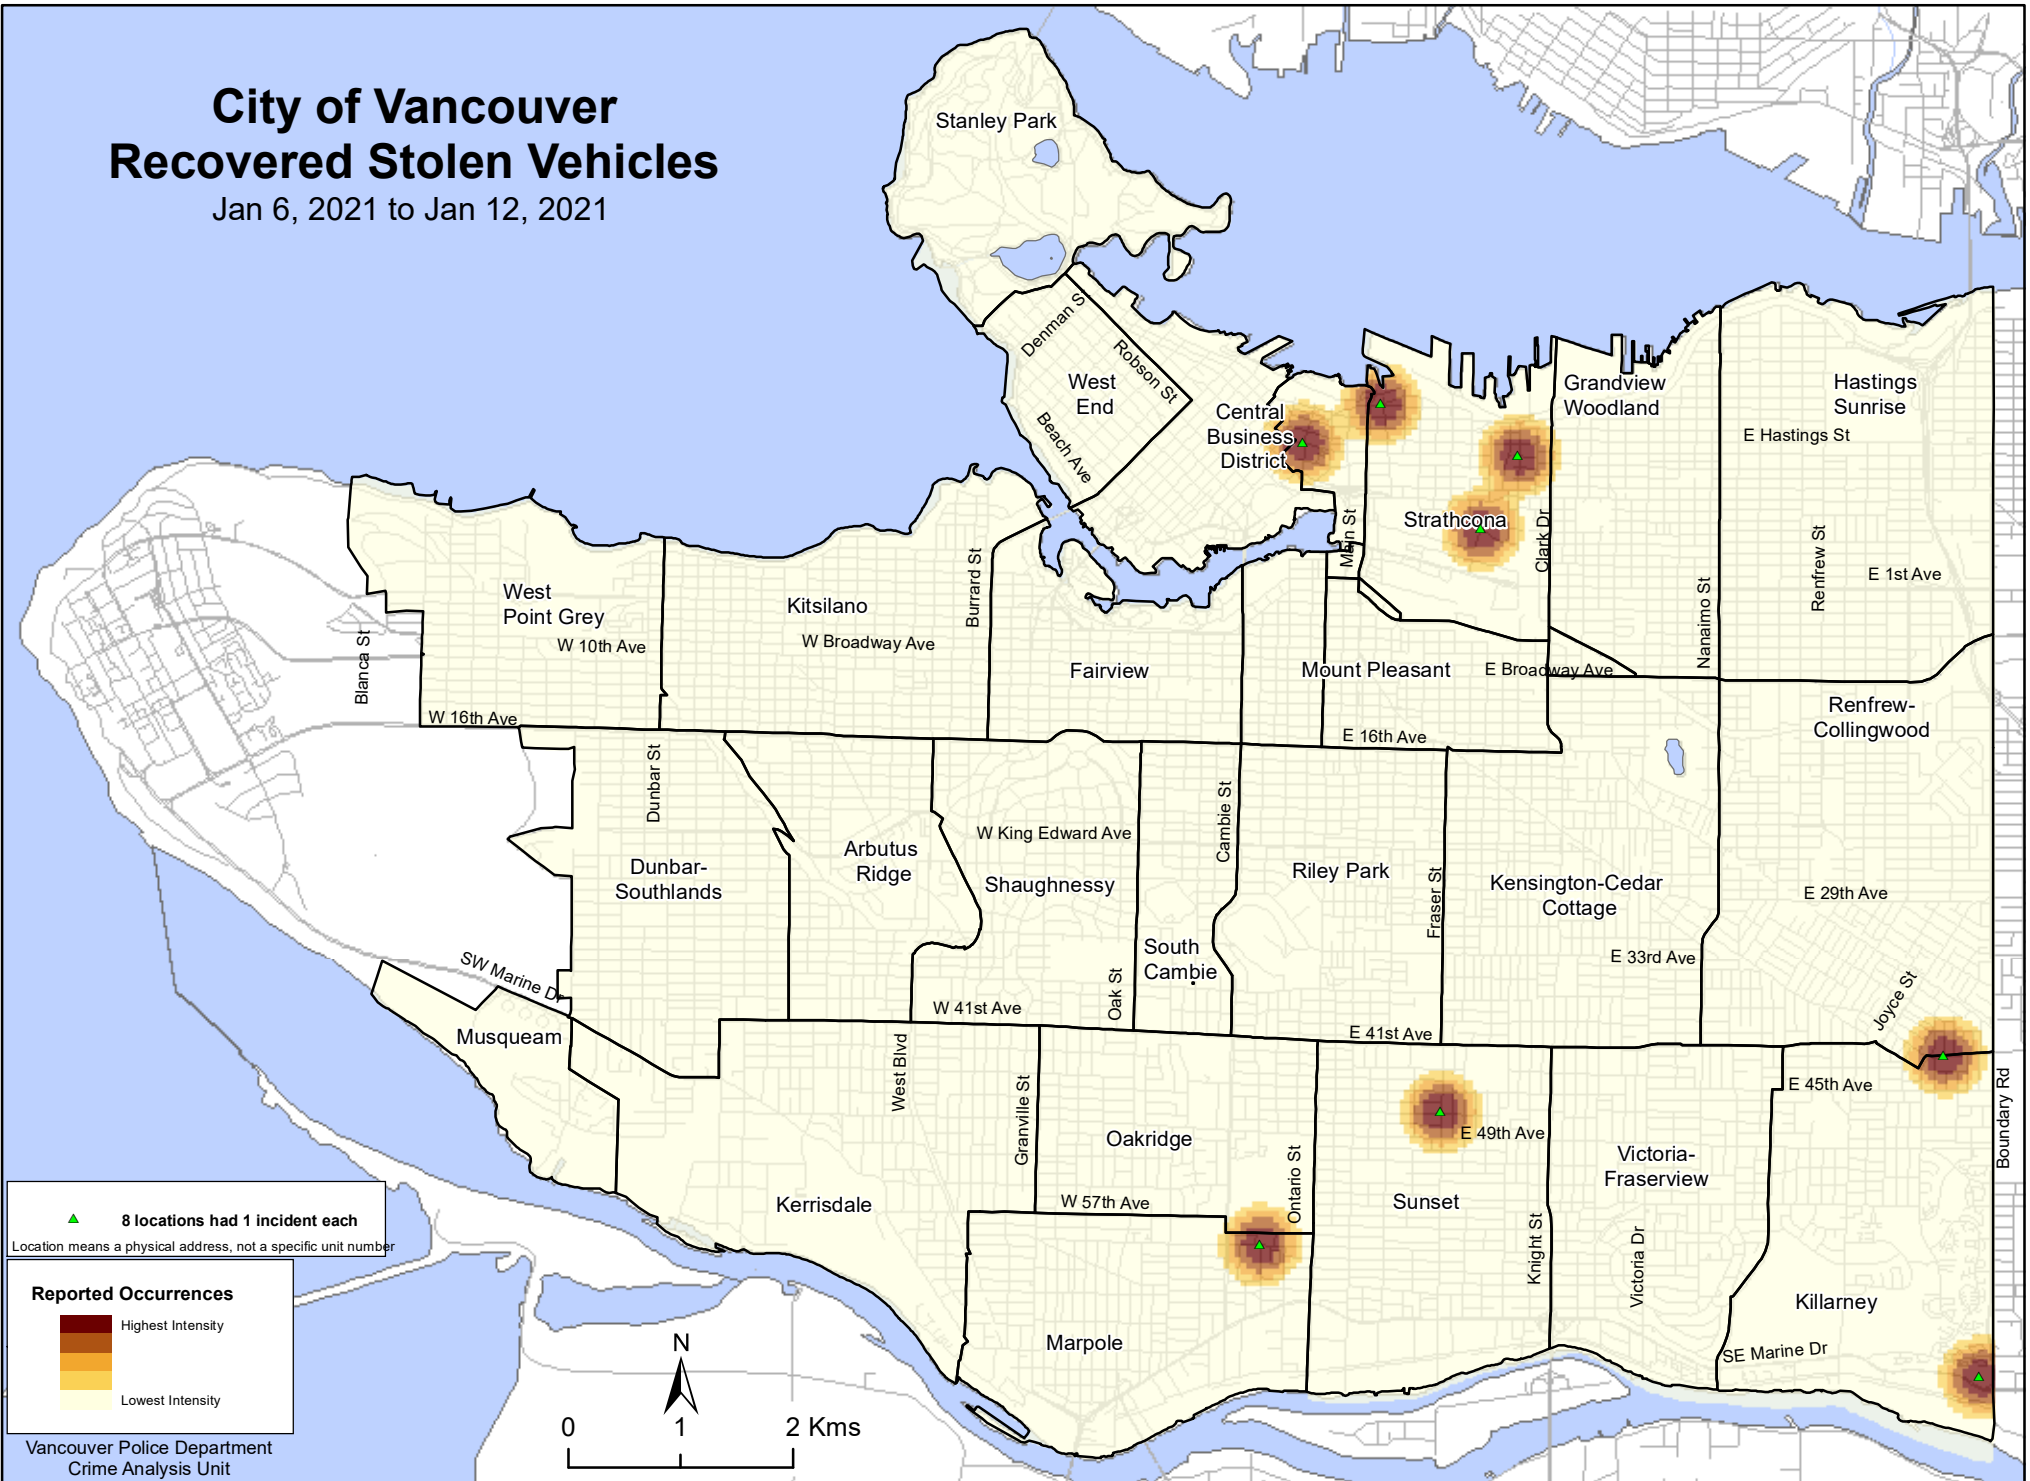 City of Vancouver
Recovered Stolen Vehicles
Jan 6, 2021 to Jan 12, 2021
Stanley Park
Denman S
Robson St
West
End
Beach Ave
Central
Business
District
Main St
Strathcona
Clark Dr
Grandview
Woodland
Hastings
Sunrise
E Hastings St
Renfrew St
E 1st Ave
Nanaimo St
West
Point Grey
W 10th Ave
Blanca St
W 16th Ave
Kitsilano
W Broadway Ave
Burrard St
Fairview
Mount Pleasant
E Broadway Ave
E 16th Ave
Renfrew-
Collingwood
Dunbar St
Dunbar-
Southlands
Arbutus
Ridge
W King Edward Ave
Shaughnessy
Cambie St
South
Cambie
Oak St
Riley Park
Fraser St
Kensington-Cedar
Cottage
E 29th Ave
E 33rd Ave
Joyce St
SW Marine Dr
Musqueam
W 41st Ave
E 41st Ave
West Blvd
Granville St
Kerrisdale
Oakridge
W 57th Ave
Ontario St
E 49th Ave
Sunset
Knight St
Victoria-
Fraserview
Victoria Dr
E 45th Ave
Boundary Rd
Killarney
SE Marine Dr
Marpole
8 locations had 1 incident each
Location means a physical address, not a specific unit number
Reported Occurrences
Highest Intensity
Lowest Intensity
Vancouver Police Department
Crime Analysis Unit
N
0 1 2 Kms